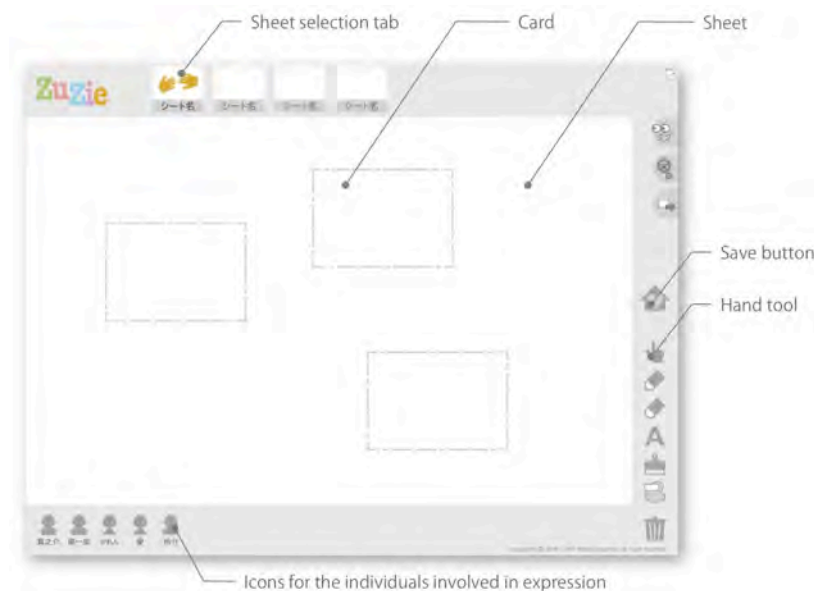 Sheet selection tab
Card
Sheet
Zuzie
シート名
シート名
シート名
シート名
Save button
Hand tool
A
Icons for the individuals involved in expression